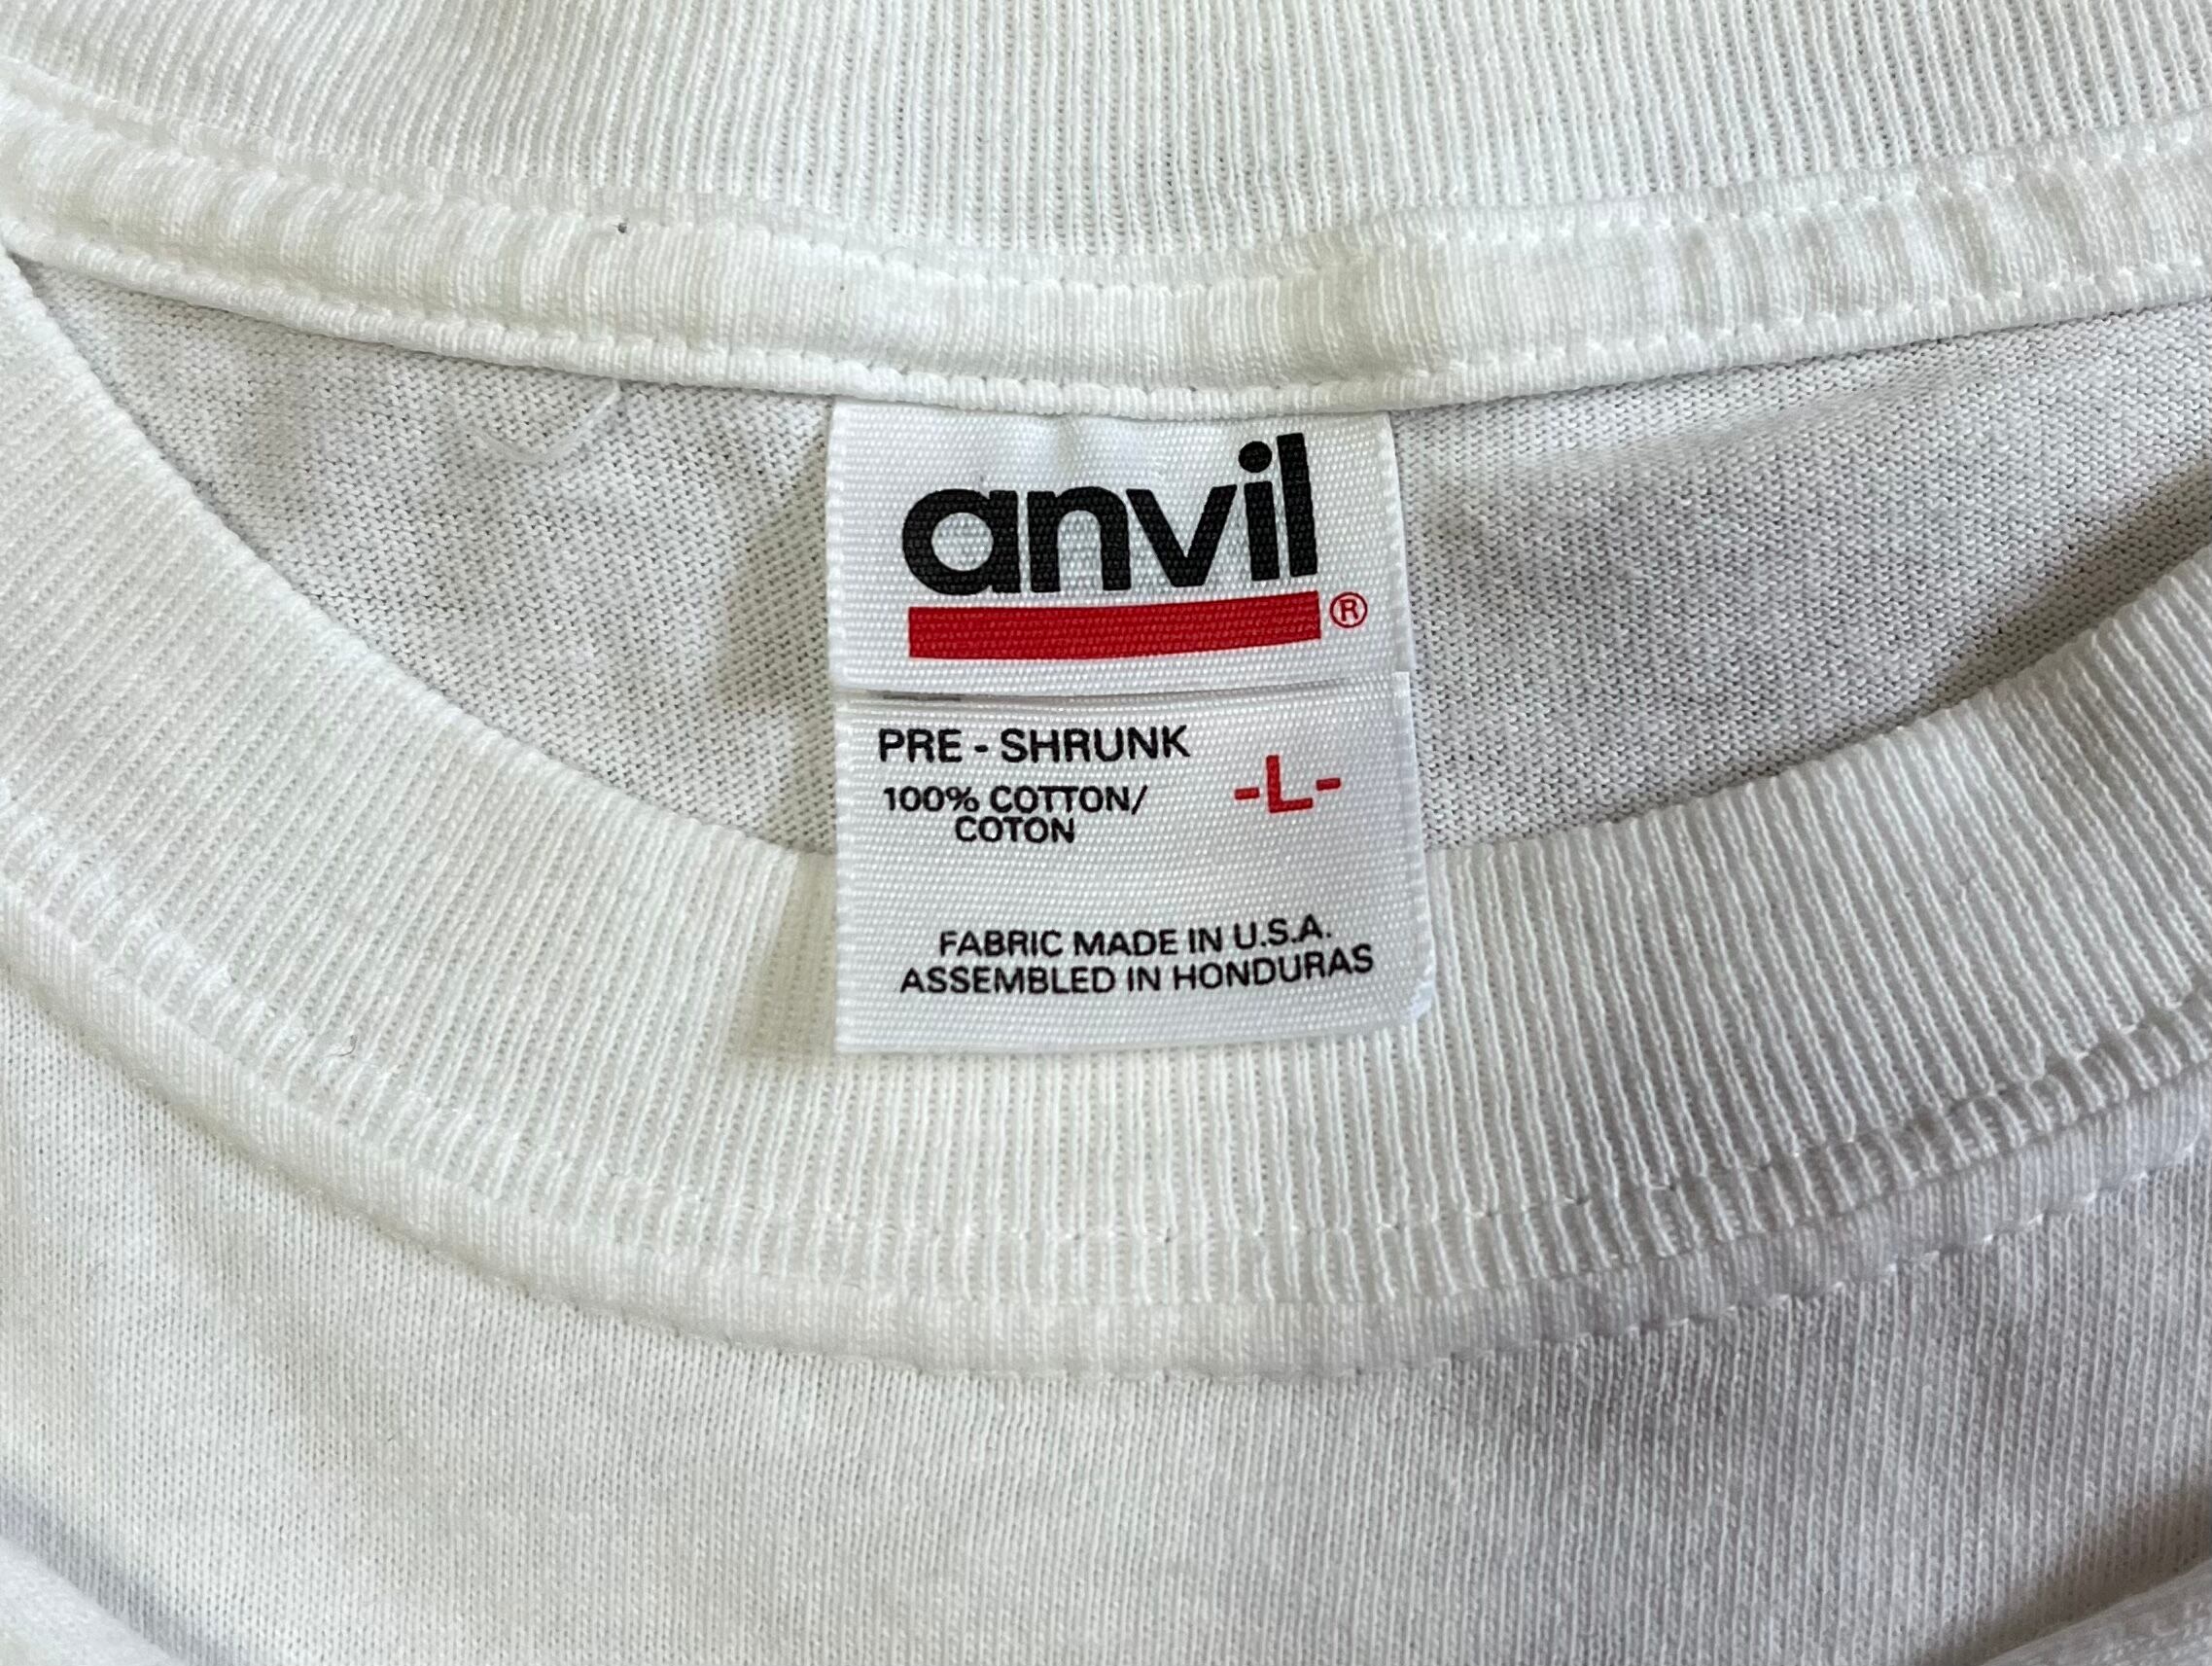 anvil
®
PRE - SHRUNK
-L-
100% COTTON/
COTON
FABRIC MADE IN U.S.A.
ASSEMBLED IN HONDURAS